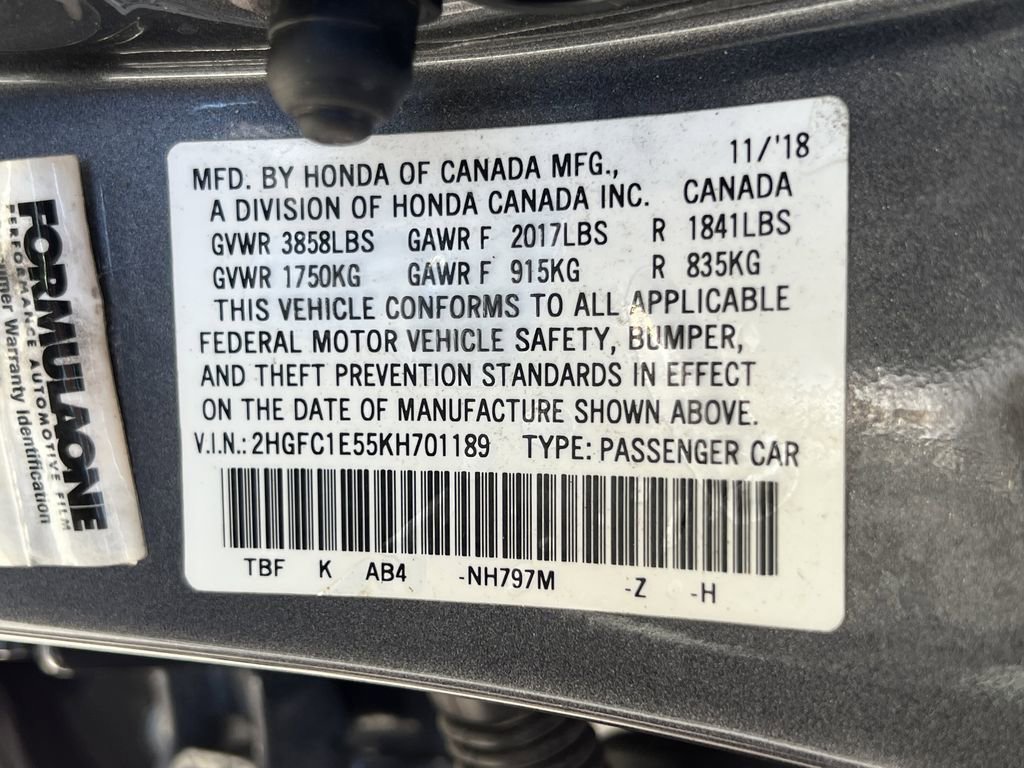 11/'18
MFD. BY HONDA OF CANADA MFG.,
A DIVISION OF HONDA CANADA INC. CANADA
GVWR 3858LBS GAWR F 2017LBS R 1841LBS
GVWR 1750KG GAWR F 915KG R 835KG
THIS VEHICLE CONFORMS TO ALL APPLICABLE
FEDERAL MOTOR VEHICLE SAFETY, BUMPER,
AND THEFT PREVENTION STANDARDS IN EFFECT
ON THE DATE OF MANUFACTURE SHOWN ABOVE.
V.I.N.: 2HGFC1E55KH701189 TYPE: PASSENGER CAR
TBF K AB4 -NH797M -Z -H
FORMULAONE
PERFORMANCE AUTOMOTIVE FILM
Warranty Identification